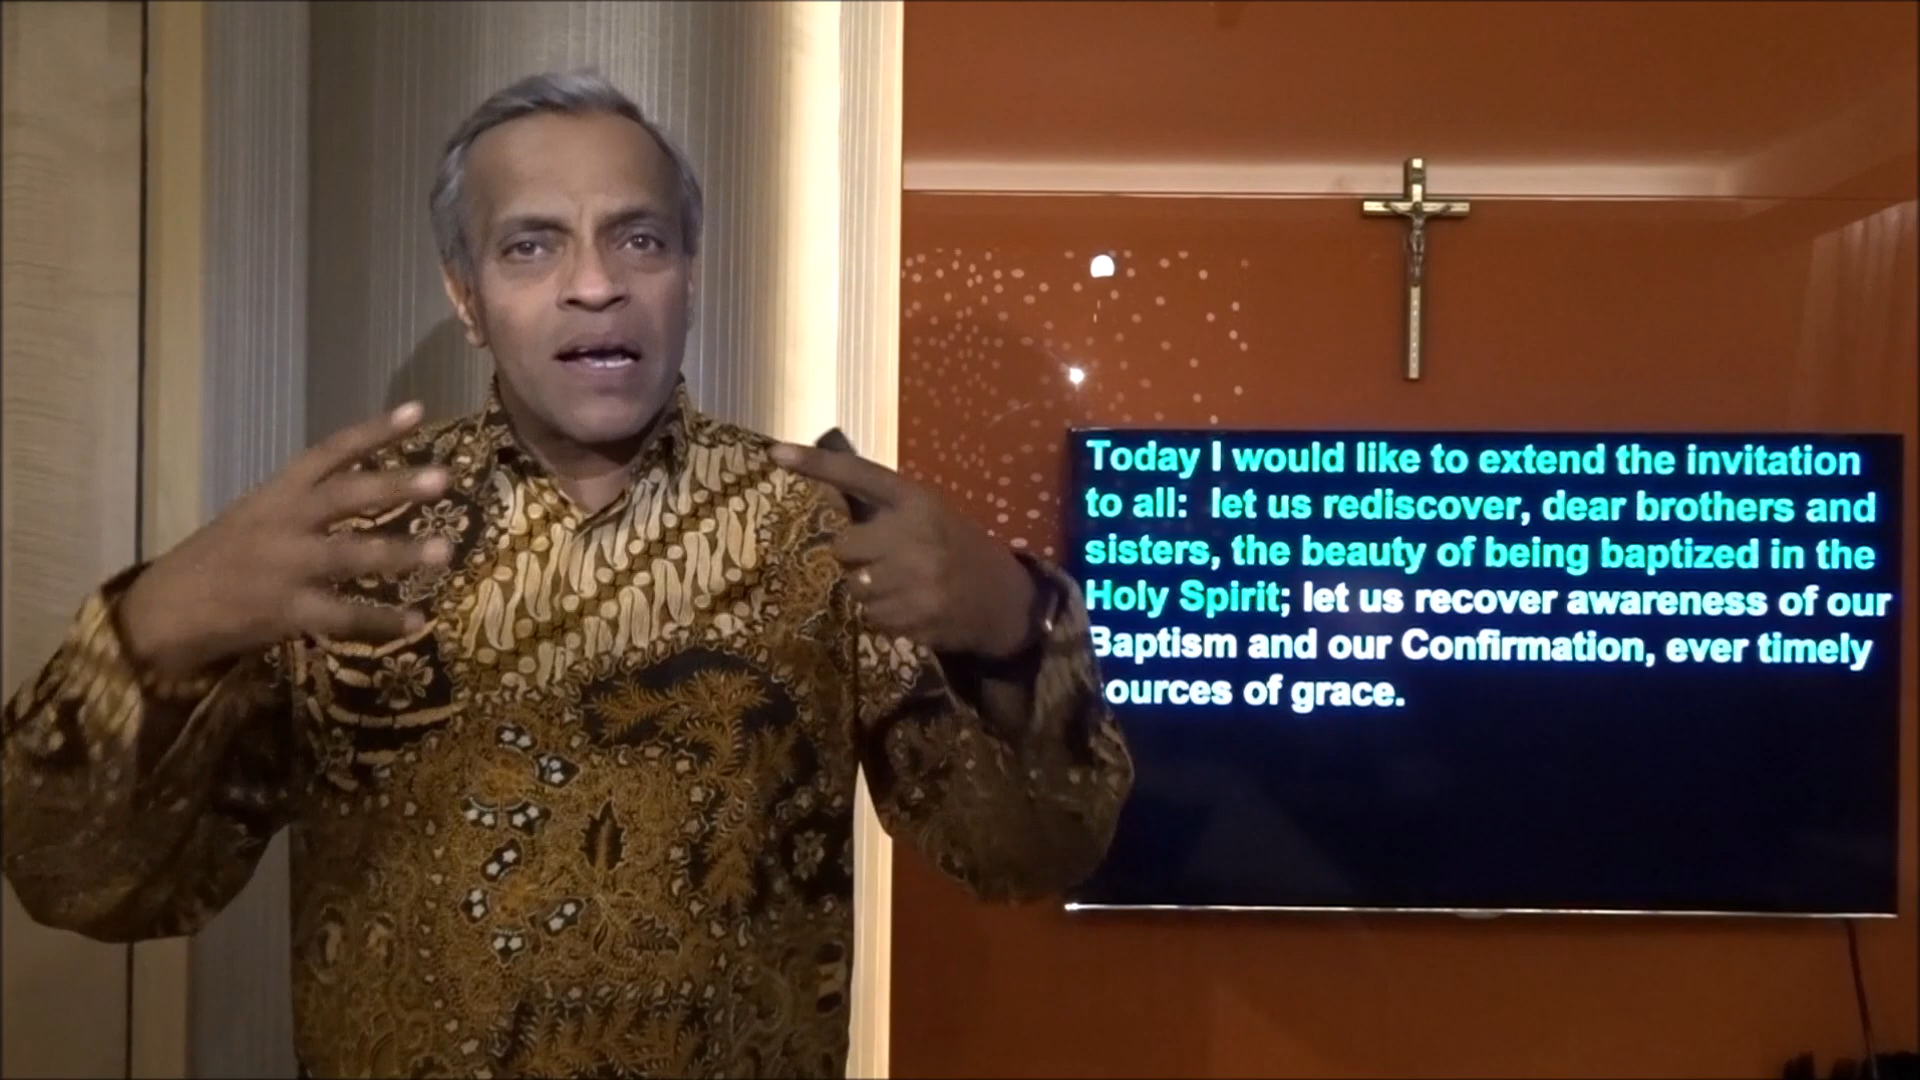 Today I would like to extend the invitation
to all: let us rediscover, dear brothers and
sisters, the beauty of being baptized in the
Holy Spirit; let us recover awareness of our
Baptism and our Confirmation, ever timely
ources of grace.